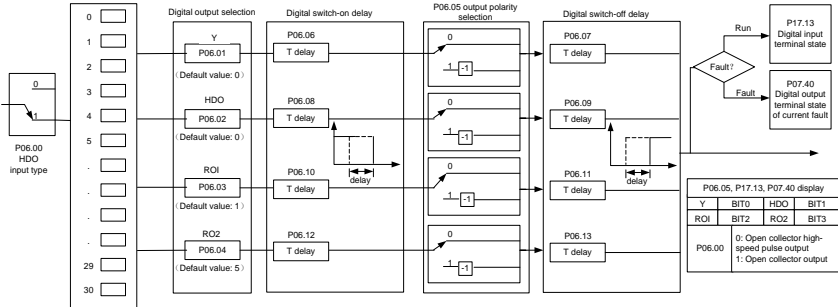 0
1
P06.00
HDO
input type
0
1
2
3
4
5
.
.
.
.
29
30
Digital output selection
Y
P06.01
(Default value: 0)
HDO
P06.02
(Default value: 0)
ROI
P06.03
(Default value: 1)
RO2
P06.04
(Default value: 5)
Digital switch-on delay
P06.06
T delay
P06.08
T delay
delay
P06.10
T delay
P06.12
T delay
P06.05 output polarity
selection
0
1
-1
0
1
-1
0
1
-1
0
1
-1
Digital switch-off delay
P06.07
T delay
P06.09
T delay
delay
P06.11
T delay
P06.13
T delay
Run
Fault?
Fault
P17.13
Digital input
terminal state
P07.40
Digital output
terminal state
of current fault
P06.05, P17.13, P07.40 display
Y BIT0 HDO BIT1
ROI BIT2 RO2 BIT3
P06.00
0: Open collector high-
speed pulse output
1: Open collector output